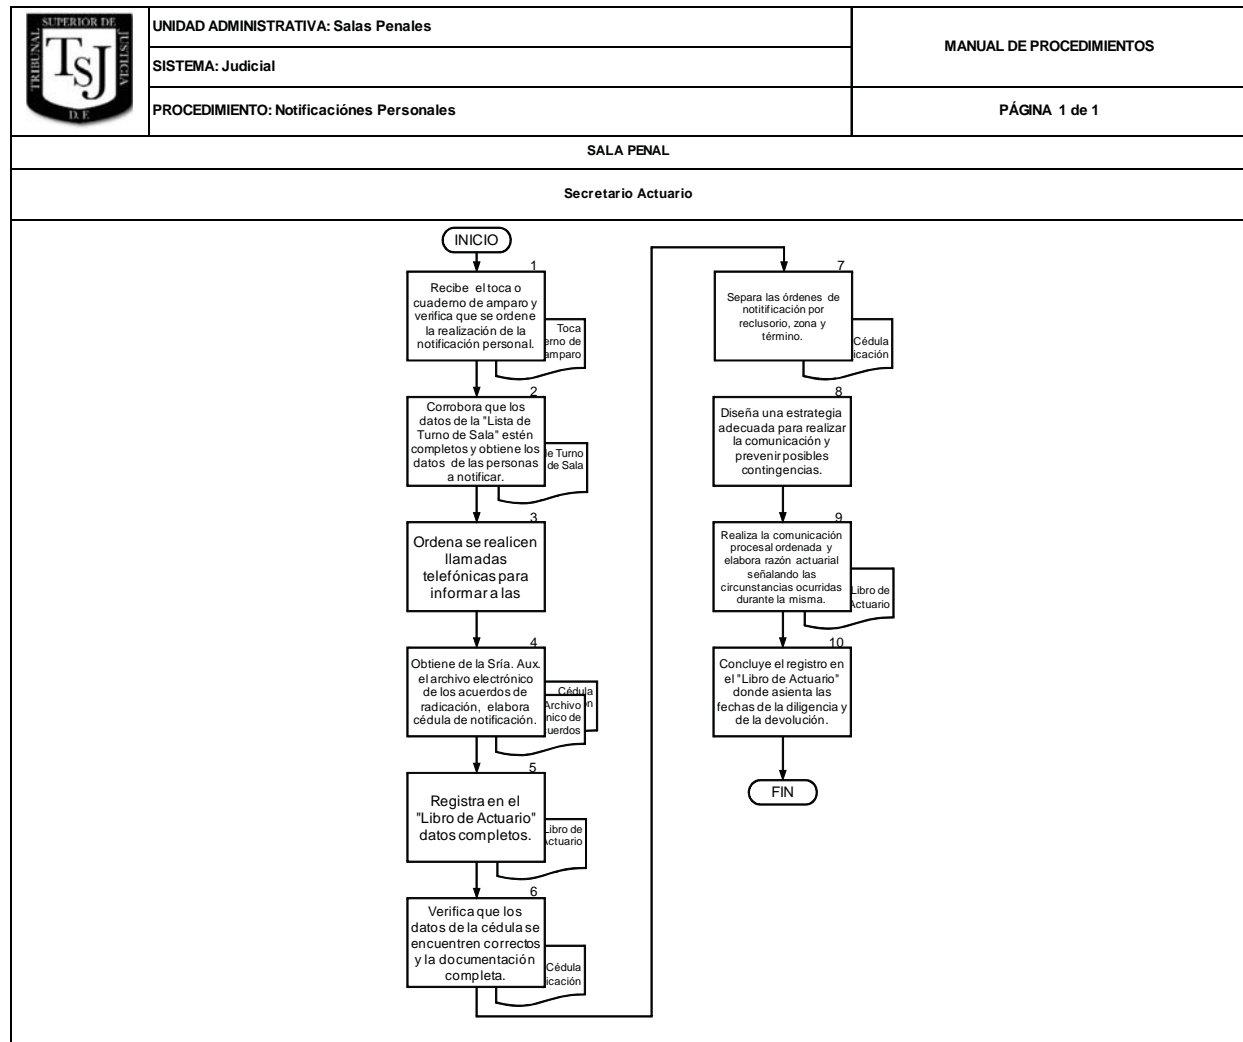 SUPERIOR DE
TRIBUNAL
JUSTICIA
TSJ
D. F.
UNIDAD ADMINISTRATIVA: Salas Penales
SISTEMA: Judicial
PROCEDIMIENTO: Notificaciónes Personales
MANUAL DE PROCEDIMIENTOS
PÁGINA 1 de 1
SALA PENAL
Secretario Actuario
INICIO
1
Recibe el toca o
cuaderno de amparo y
verifica que se ordene
la realización de la
notificación personal.
Toca
erno de
amparo
2
Corrobora que los
datos de la "Lista de
Turno de Sala" estén
completos y obtiene los
datos de las personas
a notificar.
e Turno
de Sala
3
Ordena se realicen
llamadas
telefónicas para
informar a las
4
Obtiene de la Sría. Aux.
el archivo electrónico
de los acuerdos de
radicación, elabora
cédula de notificación.
Cédula
ón
Archivo
nico de
cuerdos
5
Registra en el
"Libro de Actuario"
datos completos.
Libro de
Actuario
6
Verifica que los
datos de la cédula se
encuentren correctos
y la documentación
completa.
Cédula
icación
7
Separa las órdenes de
notitificación por
reclusorio, zona y
término.
Cédula
icación
8
Diseña una estrategia
adecuada para realizar
la comunicación y
prevenir posibles
contingencias.
9
Realiza la comunicación
procesal ordenada y
elabora razón actuarial
señalando las
circunstancias ocurridas
durante la misma.
Libro de
Actuario
10
Concluye el registro en
el "Libro de Actuario"
donde asienta las
fechas de la diligencia y
de la devolución.
FIN